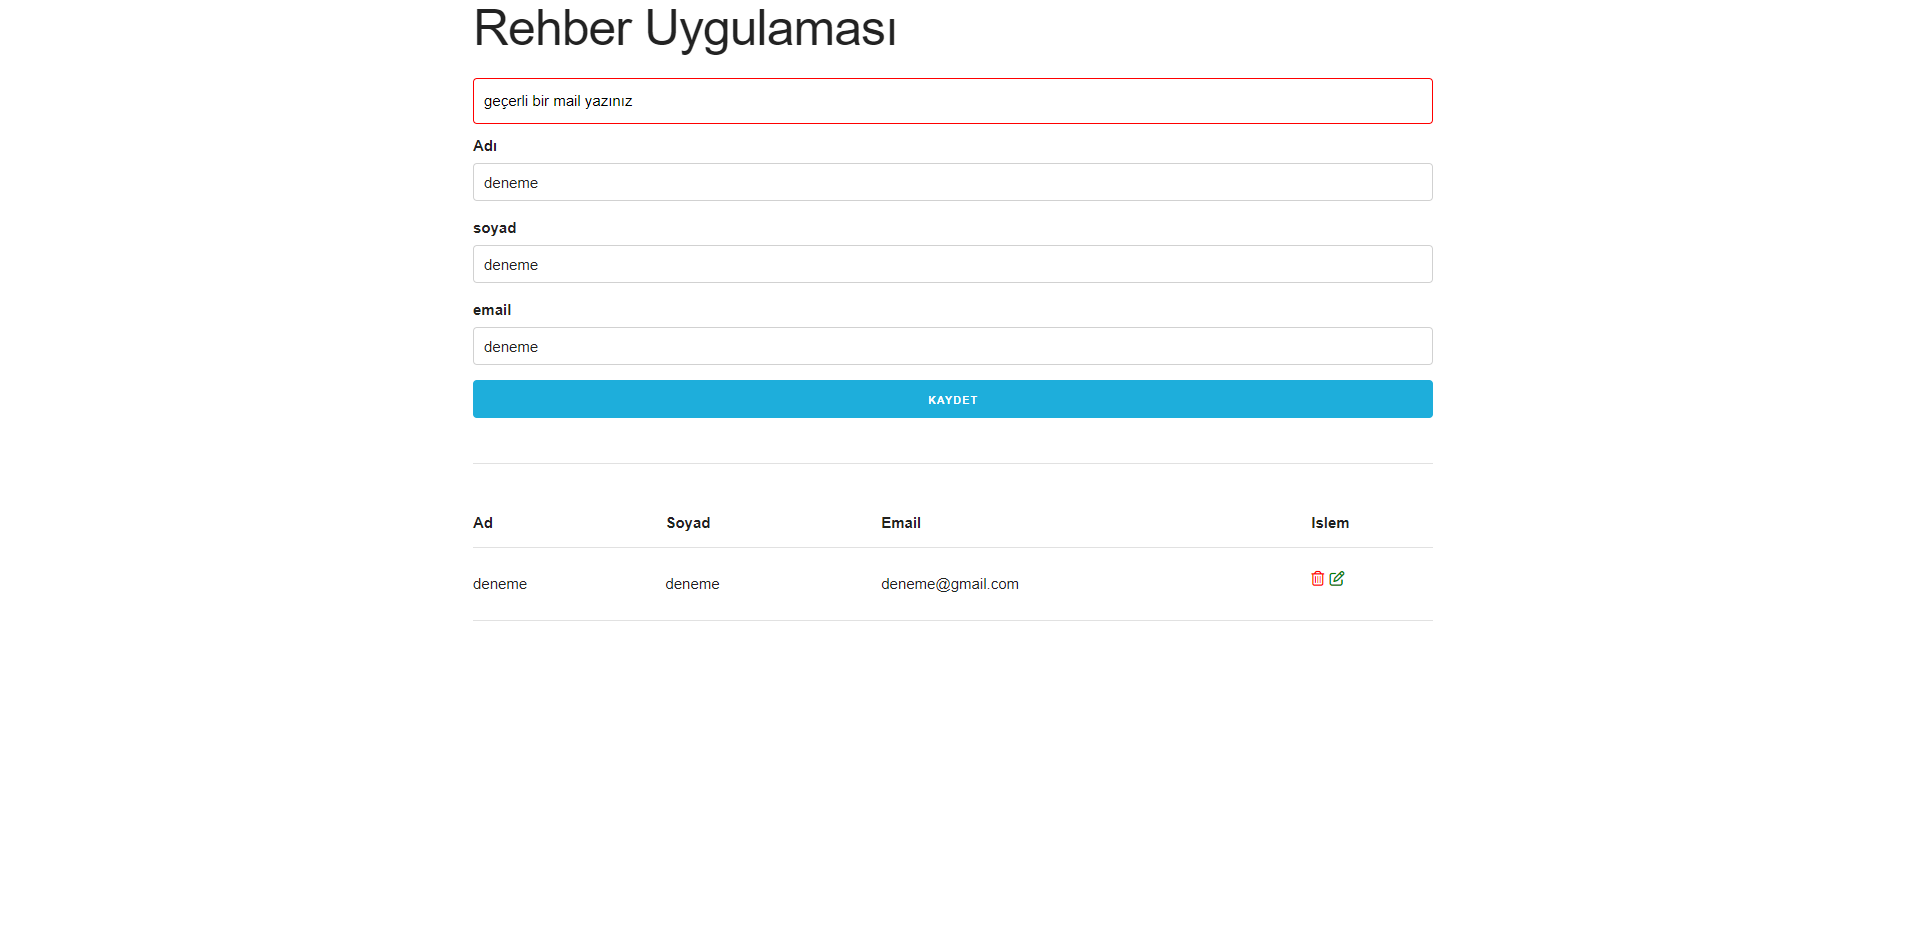 Rehber Uygulaması
geçerli bir mail yazınız
Adı
deneme
soyad
deneme
email
deneme
KAYDET
Ad Soyad Email Islem
deneme deneme deneme@gmail.com